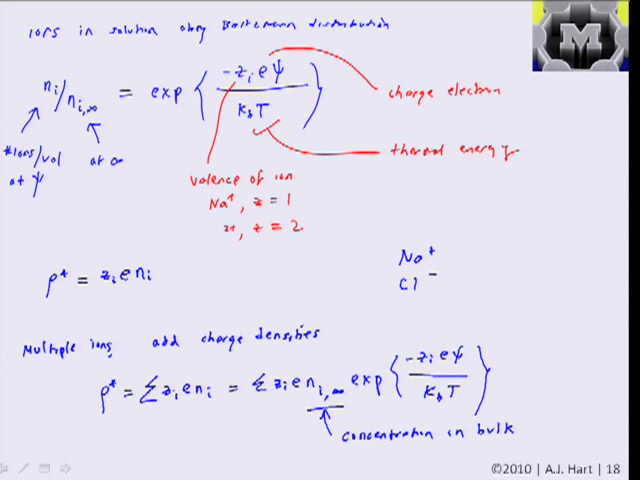 Ions in solution obey Boltzmann distribution
n_i/n_{i,∞} = exp { -z_i e ψ / k_b T }
charge electron
thermal energy
#ions/vol at ψ
at ∞
valence of ion
Na⁺, z = 1
2+, z = 2
ρ* = z_i e n_i
Na⁺
Cl⁻
Multiple ions, add charge densities
ρ* = Σ z_i e n_i = Σ z_i e n_{i,∞} exp { -z_i e ψ / k_b T }
concentration in bulk
M
©2010 | A.J. Hart | 18